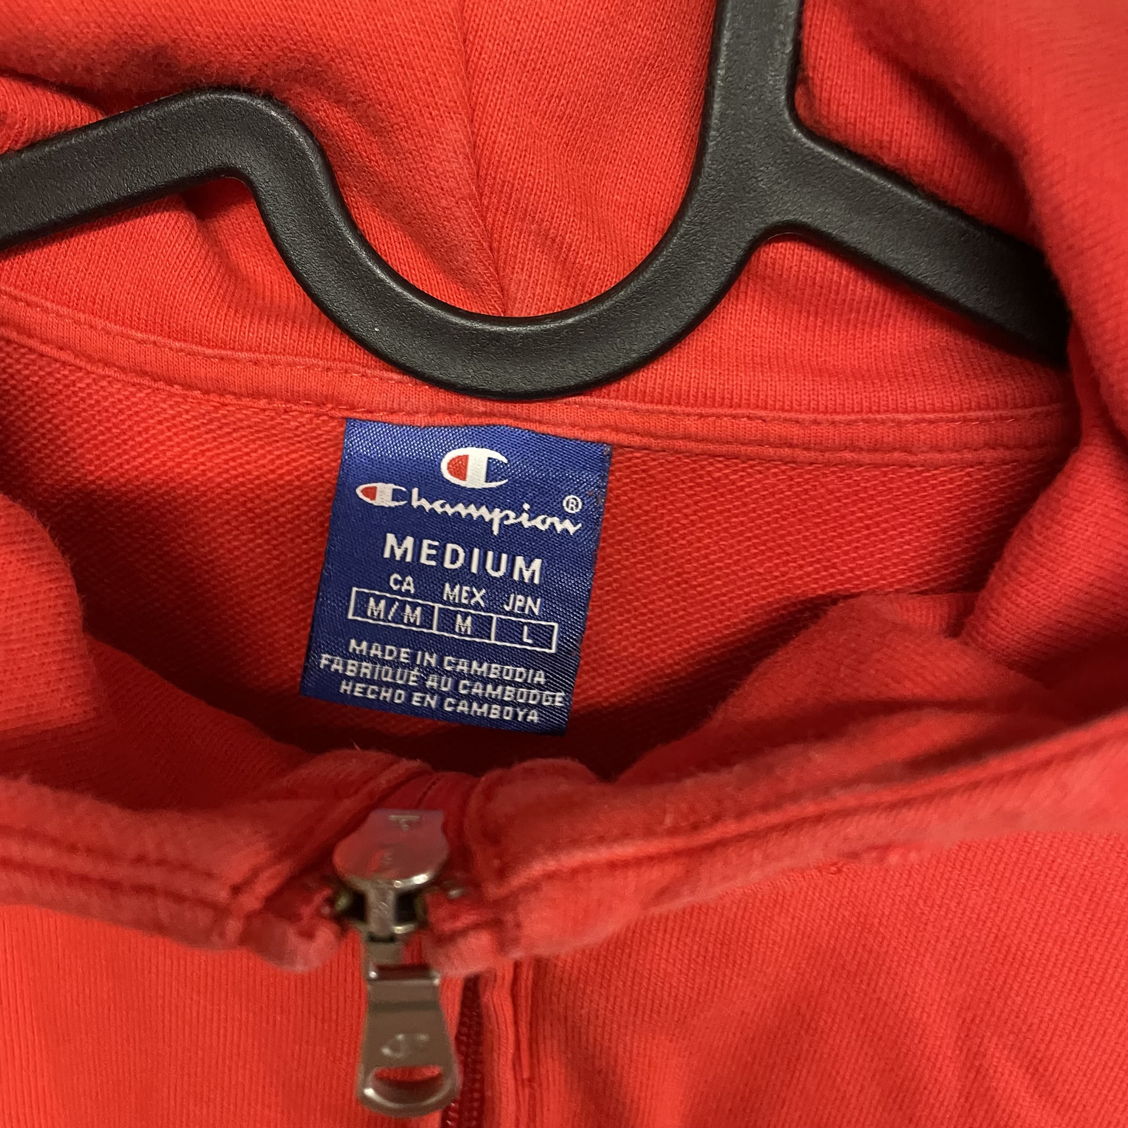 Champion®
MEDIUM
CA MEX JPN
M/M M L
MADE IN CAMBODIA
FABRIQUÉ AU CAMBODGE
HECHO EN CAMBOYA